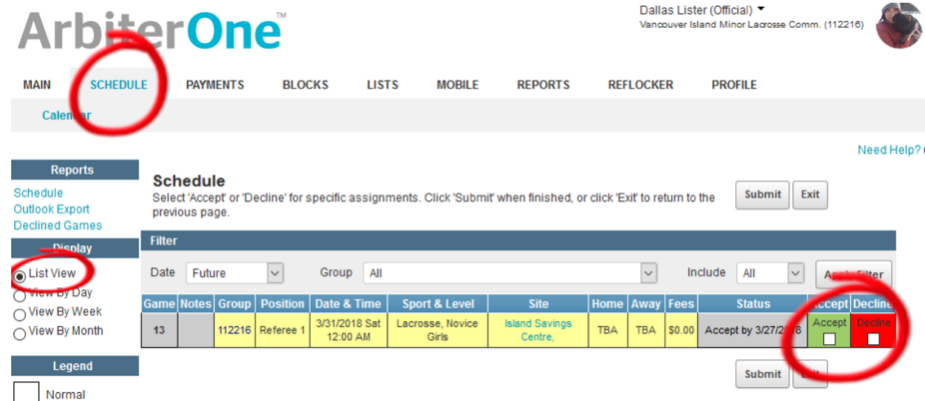 ArbiterOne™
Dallas Lister (Official)
Vancouver Island Minor Lacrosse Comm. (112216)
MAIN SCHEDULE PAYMENTS BLOCKS LISTS MOBILE REPORTS REFLOCKER PROFILE
Calendar
Need Help?
Reports
Schedule
Outlook Export
Declined Games
Display
List View
View By Day
View By Week
View By Month
Legend
Normal
Schedule
Select 'Accept' or 'Decline' for specific assignments. Click 'Submit' when finished, or click 'Exit' to return to the
previous page.
Submit Exit
Filter
Date Future Group All Include All Apply Filter
Game Notes Group Position Date & Time Sport & Level Site Home Away Fees Status Accept Decline
13 112216 Referee 1 3/31/2018 Sat Lacrosse, Novice Island Savings TBA TBA $0.00 Accept by 3/27/2018 Accept Decline
12:00 AM Girls Centre,
Submit Exit